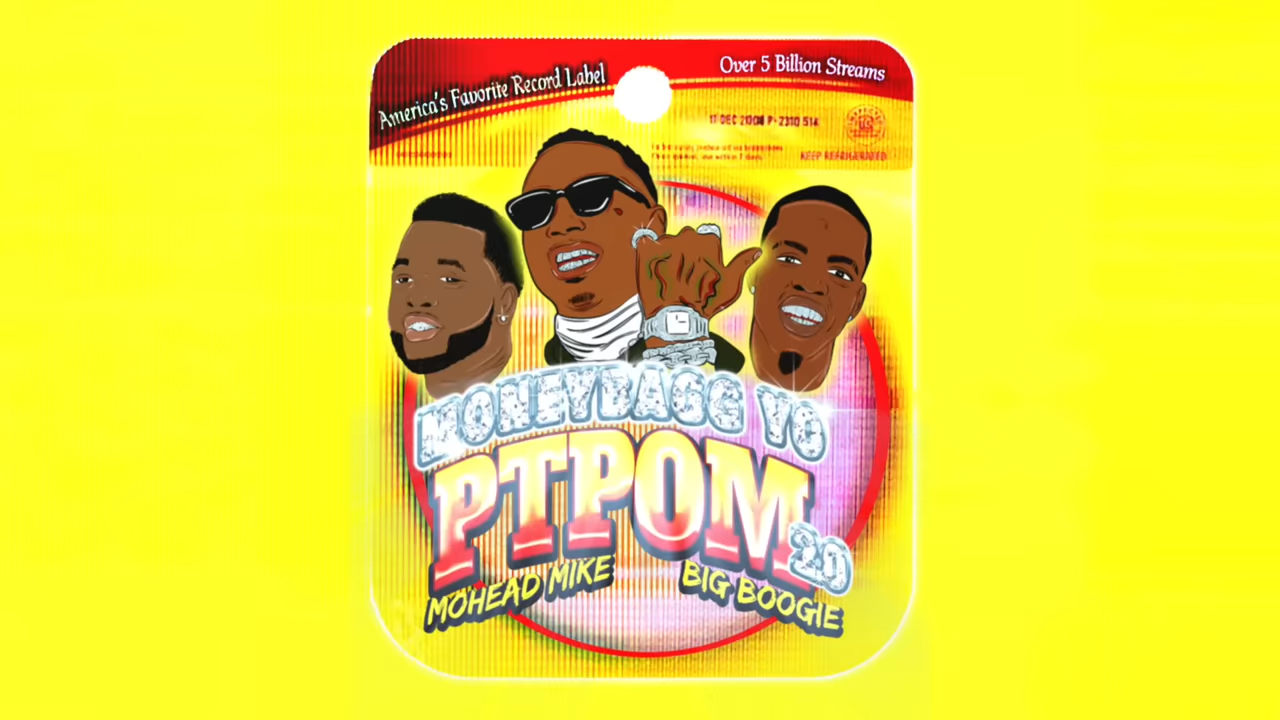 America's Favorite Record Label
Over 5 Billion Streams
KEEP REFRIGERATED
MONEYBAGG YO
PTPOM
2.0
MOHEAD MIKE
BIG BOOGIE